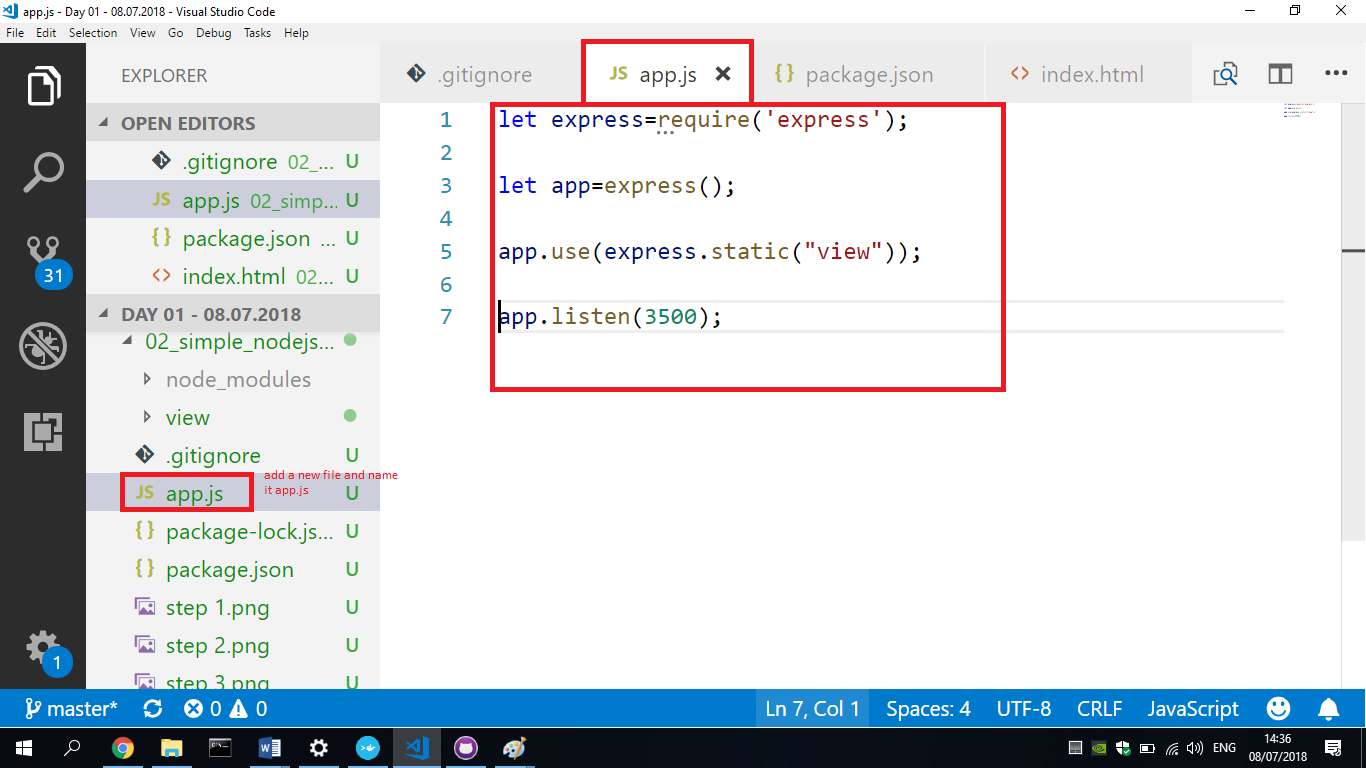 app.js - Day 01 - 08.07.2018 - Visual Studio Code
File Edit Selection View Go Debug Tasks Help
EXPLORER
.gitignore
JS app.js
{ } package.json
<> index.html
OPEN EDITORS
.gitignore 02_... U
JS app.js 02_simp... U
{ } package.json ... U
<> index.html 02... U
DAY 01 - 08.07.2018
02_simple_nodejs...
node_modules
view
.gitignore U
JS app.js U
add a new file and name
it app.js
{ } package-lock.js... U
{ } package.json U
step 1.png U
step 2.png U
step 3.png U
31
1
1 let express=require('express');
2
3 let app=express();
4
5 app.use(express.static("view"));
6
7 app.listen(3500);
master* 0 0 Ln 7, Col 1 Spaces: 4 UTF-8 CRLF JavaScript
ENG 14:36
08/07/2018